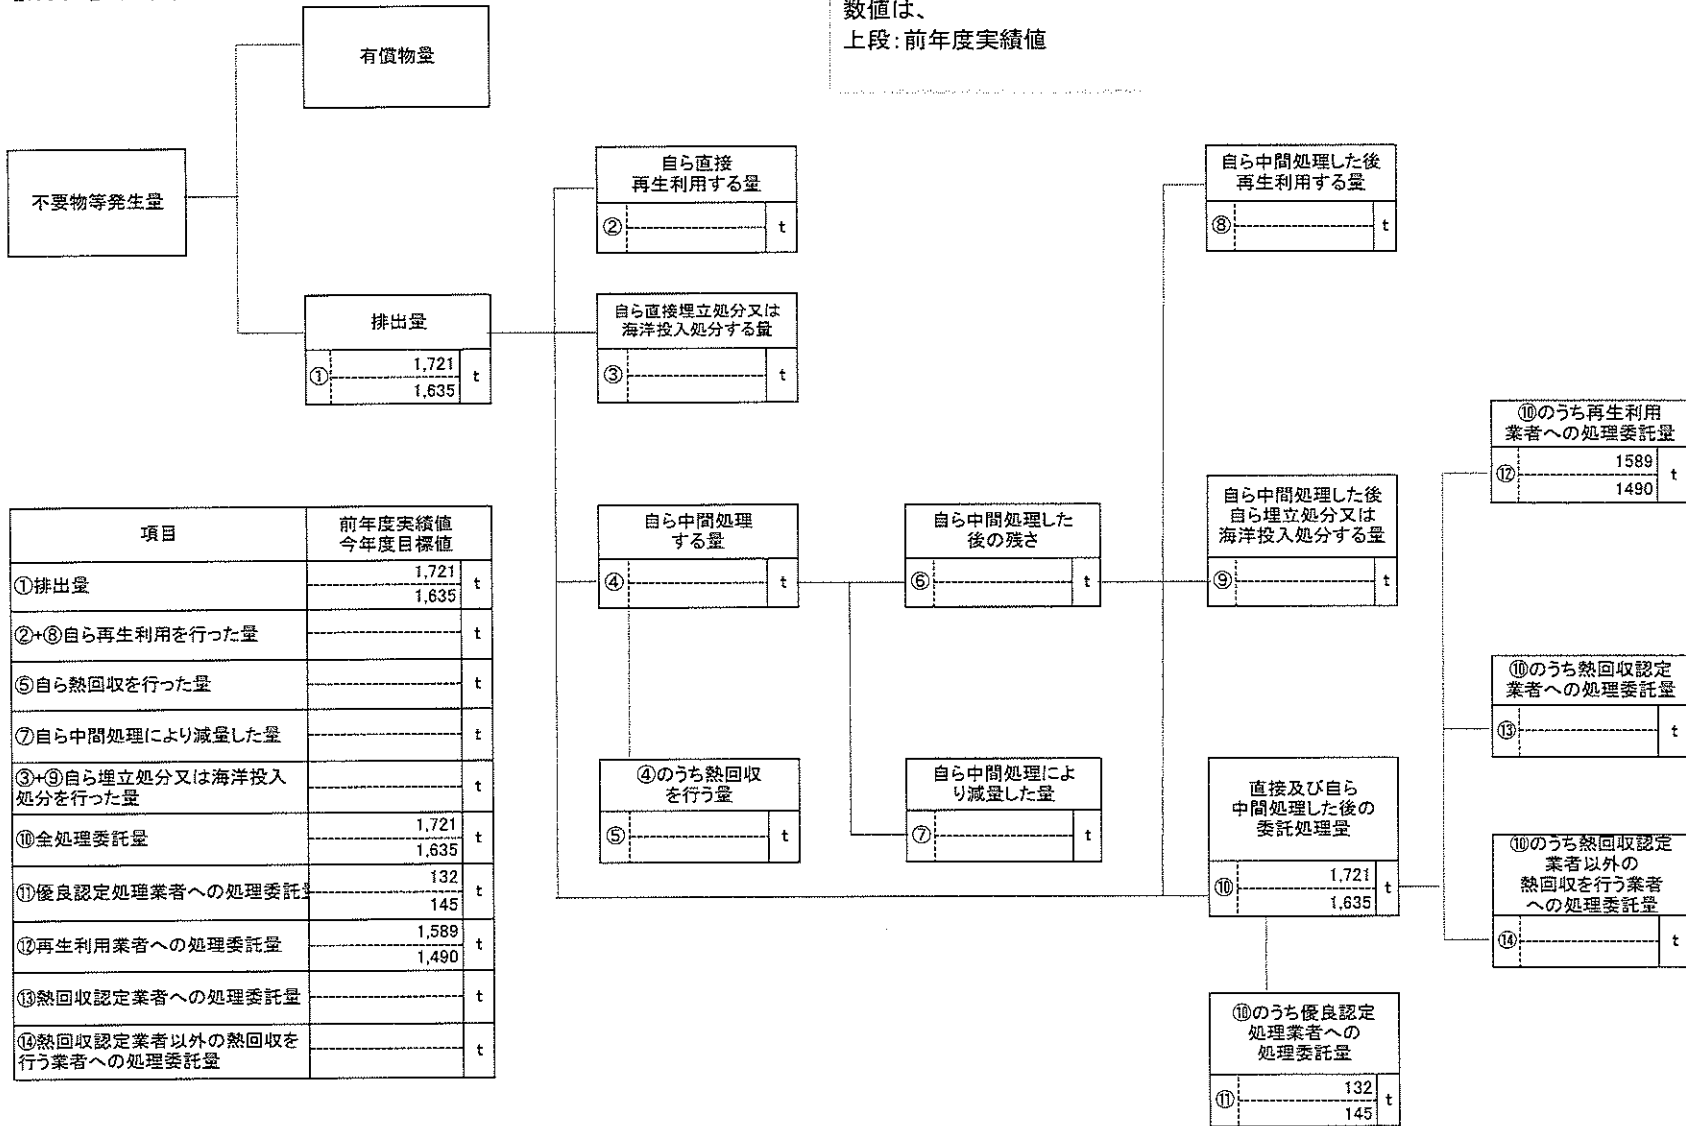 数値は、
上段:前年度実績値
有償物量
不要物等発生量
排出量
① 1,721 t
1,635
自ら直接
再生利用する量
② t
自ら直接埋立処分又は
海洋投入処分する量
③ t
自ら中間処理した後
再生利用する量
⑧ t
自ら中間処理
する量
④ t
自ら中間処理した
後の残さ
⑥ t
自ら中間処理した後
自ら埋立処分又は
海洋投入処分する量
⑨ t
⑩のうち再生利用
業者への処理委託量
⑫ 1589 t
1490
⑩のうち熱回収認定
業者への処理委託量
⑬ t
④のうち熱回収
を行う量
⑤ t
自ら中間処理によ
り減量した量
⑦ t
直接及び自ら
中間処理した後の
委託処理量
⑩ 1,721 t
1,635
⑩のうち熱回収認定
業者以外の
熱回収を行う業者
への処理委託量
⑭ t
⑩のうち優良認定
処理業者への
処理委託量
⑪ 132 t
145
項目 前年度実績値
今年度目標値
①排出量 1,721 t
1,635
②+⑧自ら再生利用を行った量 t
⑤自ら熱回収を行った量 t
⑦自ら中間処理により減量した量 t
③+⑨自ら埋立処分又は海洋投入
処分を行った量 t
⑩全処理委託量 1,721 t
1,635
⑪優良認定処理業者への処理委託 132 t
145
⑫再生利用業者への処理委託量 1,589 t
1,490
⑬熱回収認定業者への処理委託量 t
⑭熱回収認定業者以外の熱回収を
行う業者への処理委託量 t